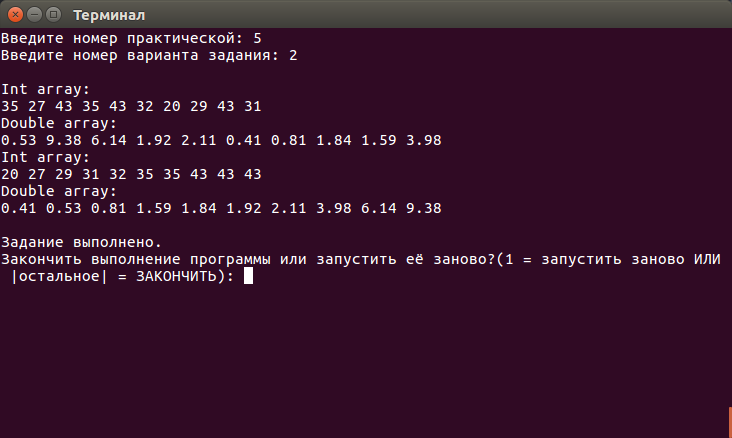 Терминал
Введите номер практической: 5
Введите номер варианта задания: 2
Int array:
35 27 43 35 43 32 20 29 43 31
Double array:
0.53 9.38 6.14 1.92 2.11 0.41 0.81 1.84 1.59 3.98
Int array:
20 27 29 31 32 35 35 43 43 43
Double array:
0.41 0.53 0.81 1.59 1.84 1.92 2.11 3.98 6.14 9.38
Задание выполнено.
Закончить выполнение программы или запустить её заново?(1 = запустить заново ИЛИ
|остальное| = ЗАКОНЧИТЬ):